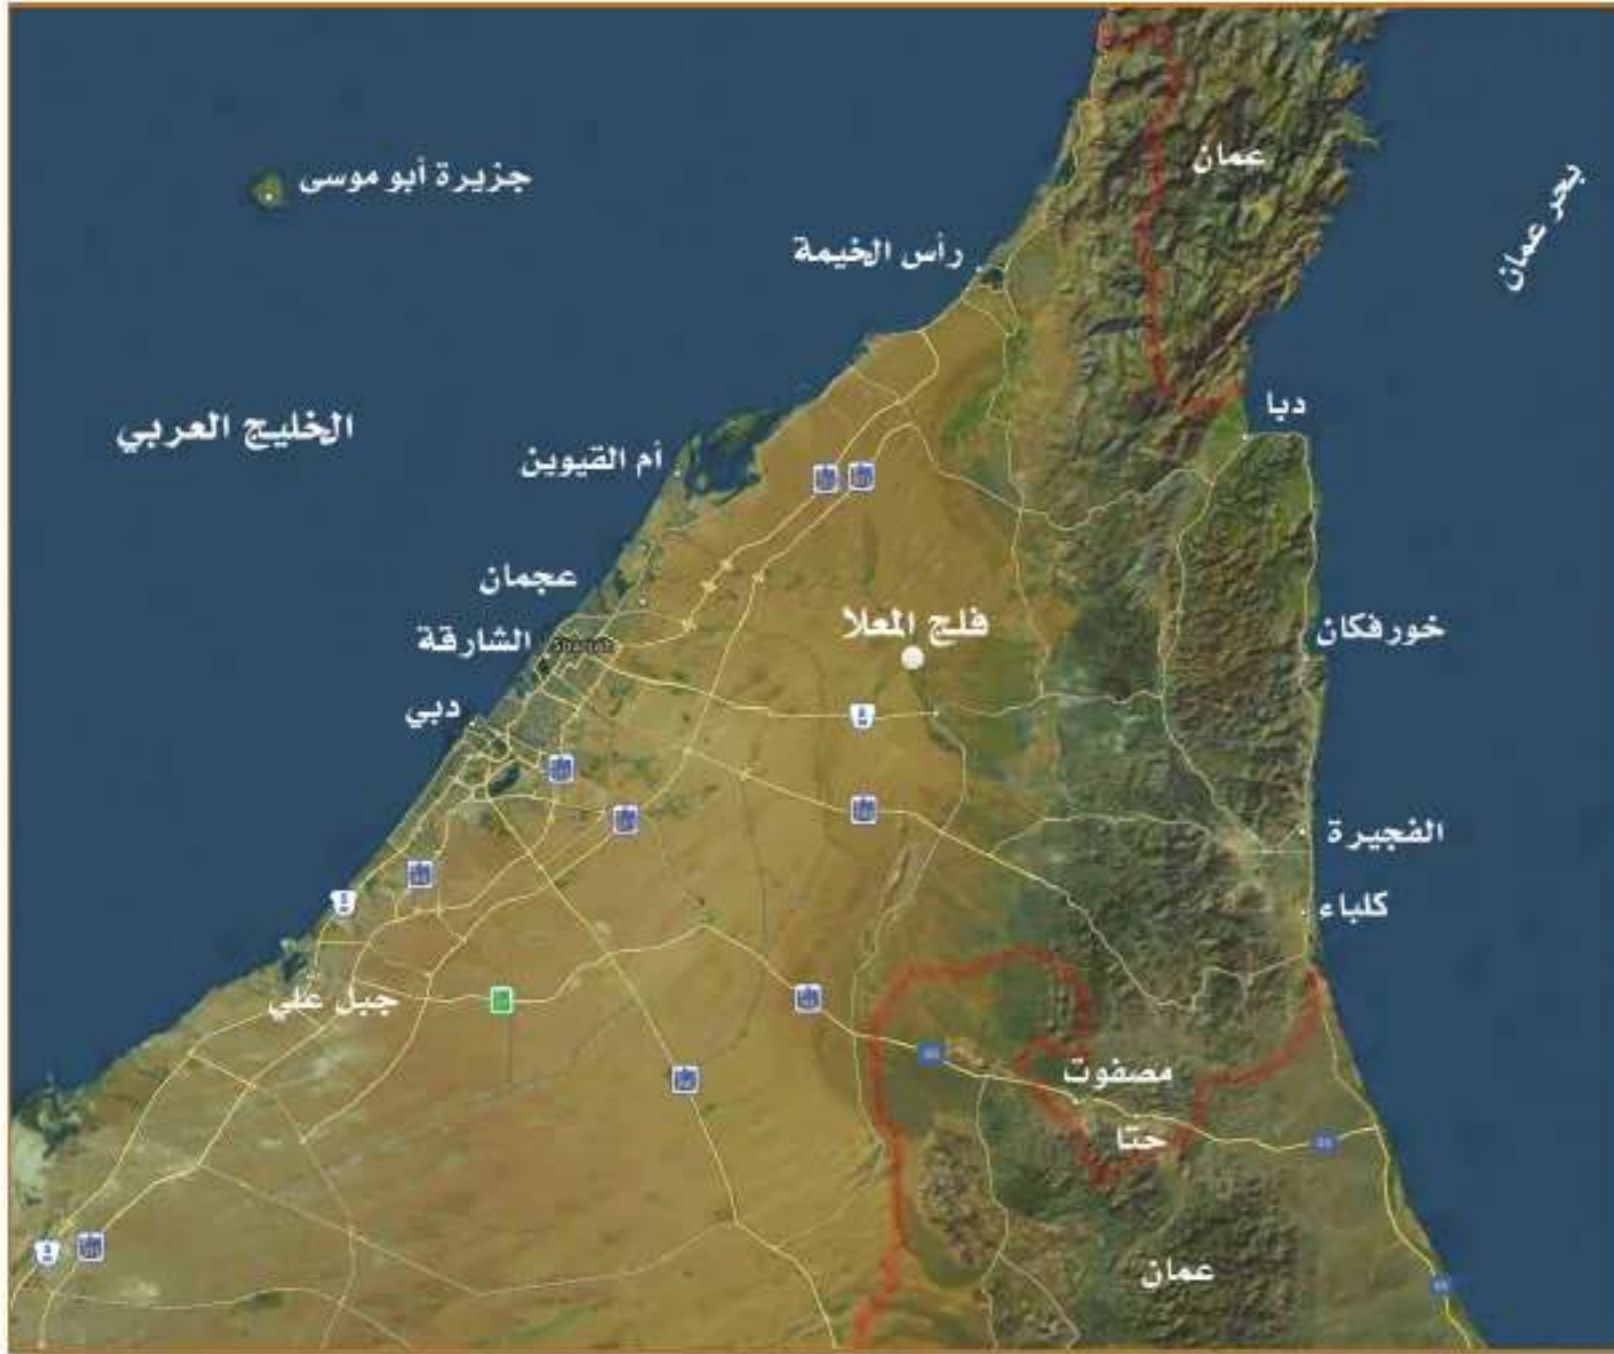 عمان
جزيرة أبو موسى
بحر عمان
رأس الخيمة
دبا
الخليج العربي
أم القيوين
عجمان
فلج المعلا
خورفكان
الشارقة
Sharjah
دبي
الفجيرة
كلباء
جبل علي
مصفوت
حتا
عمان